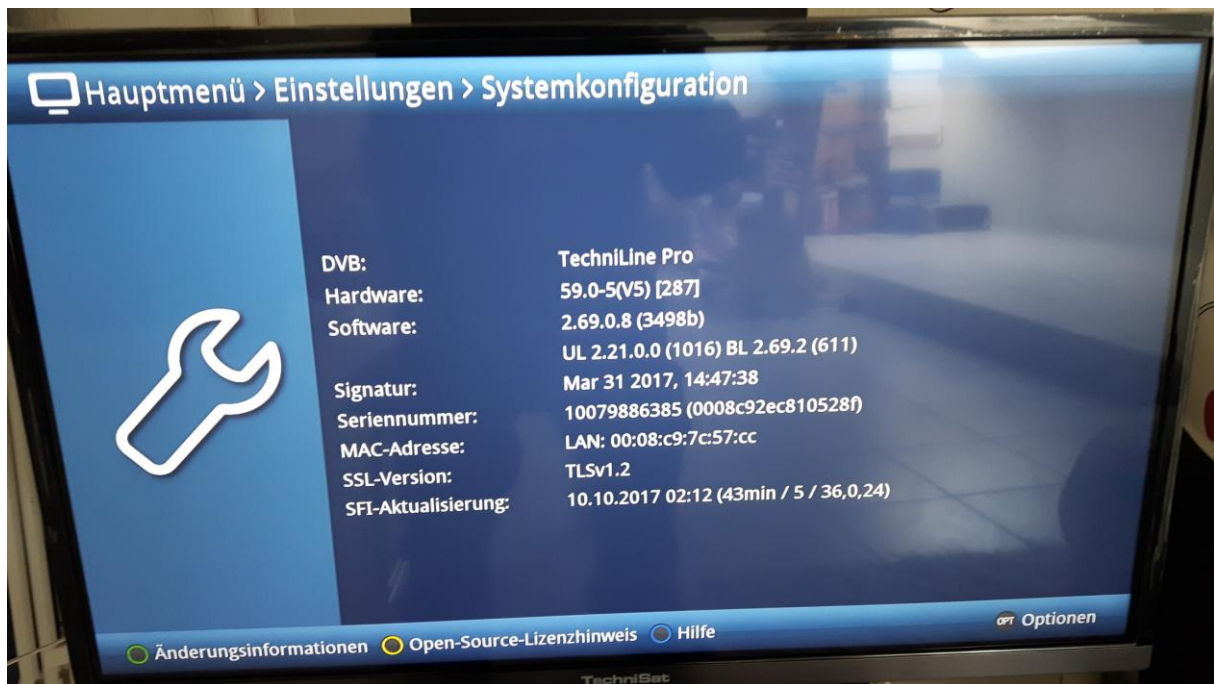 Hauptmenü > Einstellungen > Systemkonfiguration
DVB: TechniLine Pro
Hardware: 59.0-5(V5) [287]
Software: 2.69.0.8 (3498b)
UL 2.21.0.0 (1016) BL 2.69.2 (611)
Signatur: Mar 31 2017, 14:47:38
Seriennummer: 10079886385 (0008c92ec810528f)
MAC-Adresse: LAN: 00:08:c9:7c:57:cc
SSL-Version: TLSv1.2
SFI-Aktualisierung: 10.10.2017 02:12 (43min / 5 / 36,0,24)
Änderungsinformationen Open-Source-Lizenzhinweis Hilfe OPT Optionen
TechniSat